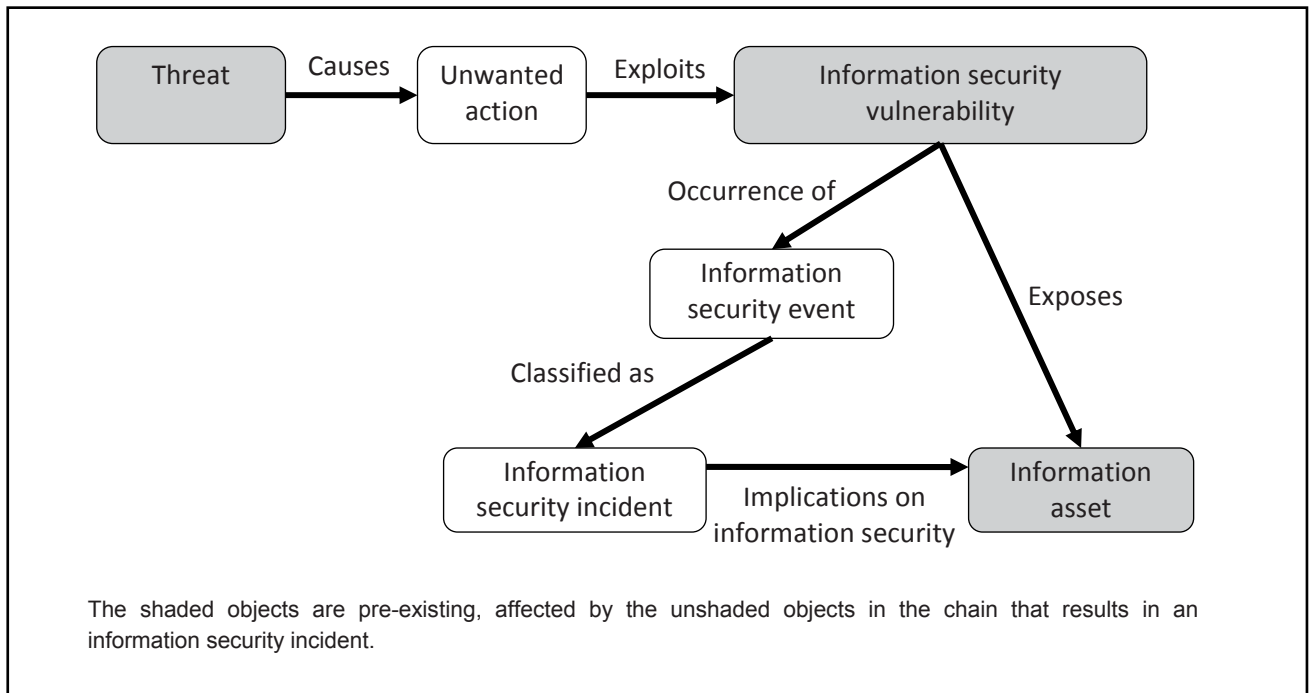 Threat
Causes
Unwanted
action
Exploits
Information security
vulnerability
Occurrence of
Information
security event
Exposes
Classified as
Information
security incident
Implications on
information security
Information
asset
The shaded objects are pre-existing, affected by the unshaded objects in the chain that results in an
information security incident.